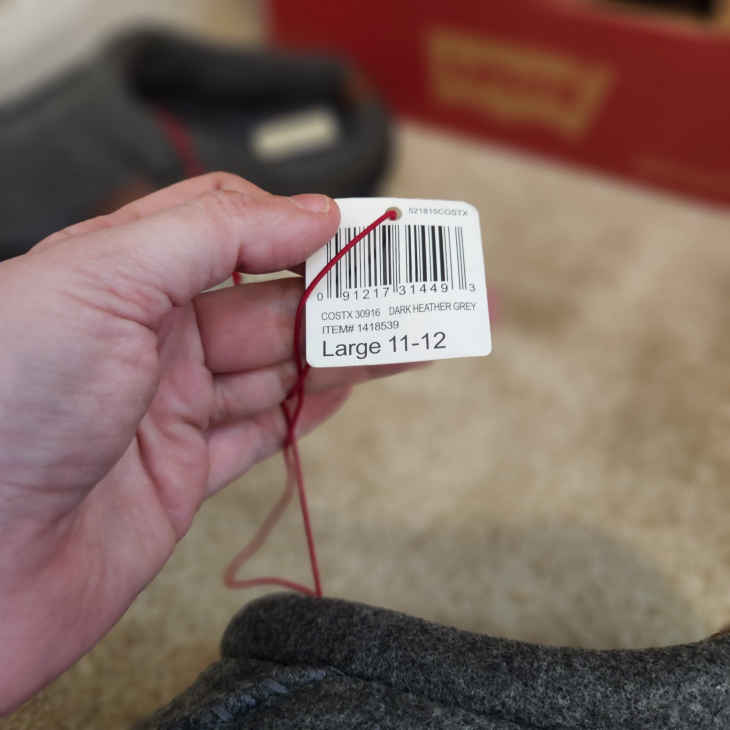 521815COSTX
0 91217 31449 3
COSTX 30916 DARK HEATHER GREY
ITEM# 1418539
Large 11-12